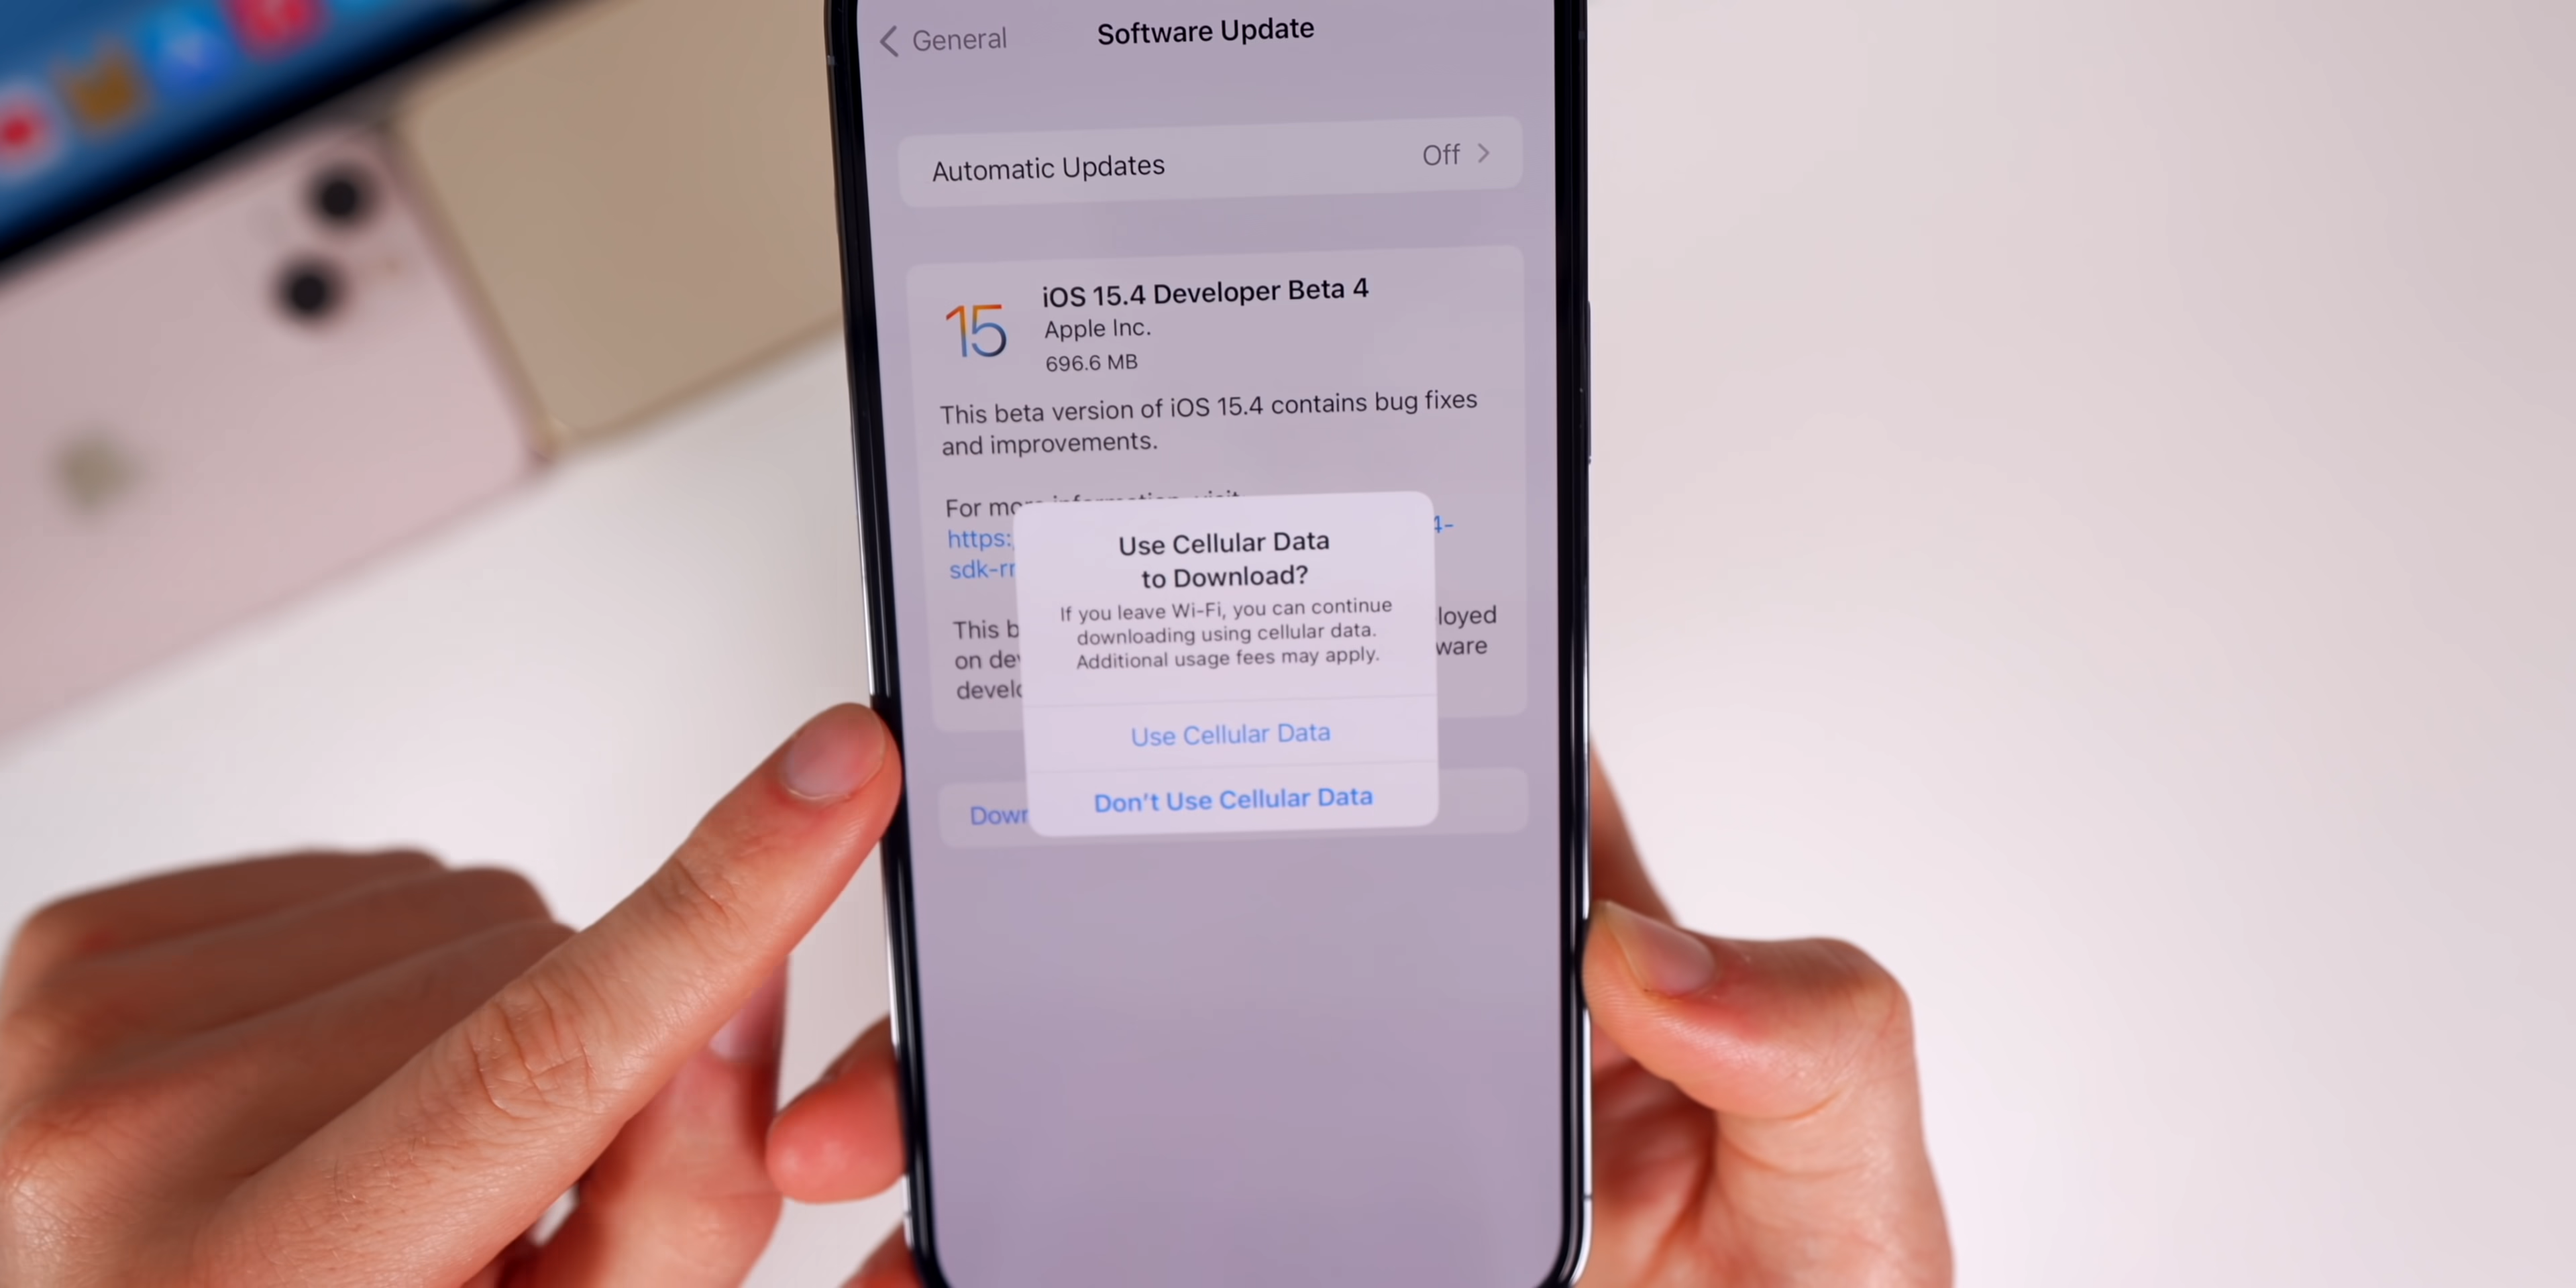 General
Software Update
Automatic Updates
Off
15
iOS 15.4 Developer Beta 4
Apple Inc.
696.6 MB
This beta version of iOS 15.4 contains bug fixes
and improvements.
For more information, visit
https:
4-
sdk-rr
This b
loyed
on dev
ware
develo
Use Cellular Data
to Download?
If you leave Wi-Fi, you can continue
downloading using cellular data.
Additional usage fees may apply.
Use Cellular Data
Don't Use Cellular Data
Down